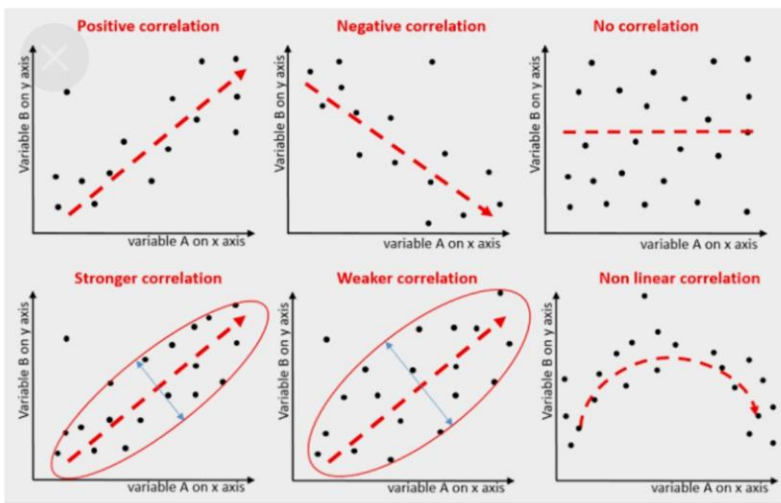 Positive correlation
Negative correlation
No correlation
Variable B on y axis
Variable B on y axis
Variable B on y axis
variable A on x axis
variable A on x axis
variable A on x axis
Stronger correlation
Weaker correlation
Non linear correlation
Variable B on y axis
Variable B on y axis
Variable B on y axis
variable A on x axis
variable A on x axis
variable A on x axis